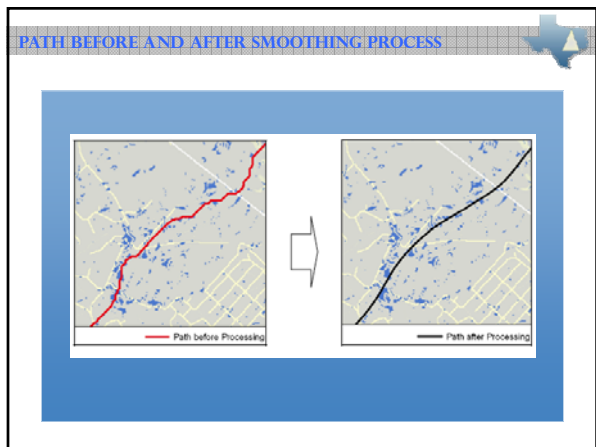 PATH BEFORE AND AFTER SMOOTHING PROCESS
Path before Processing
Path after Processing